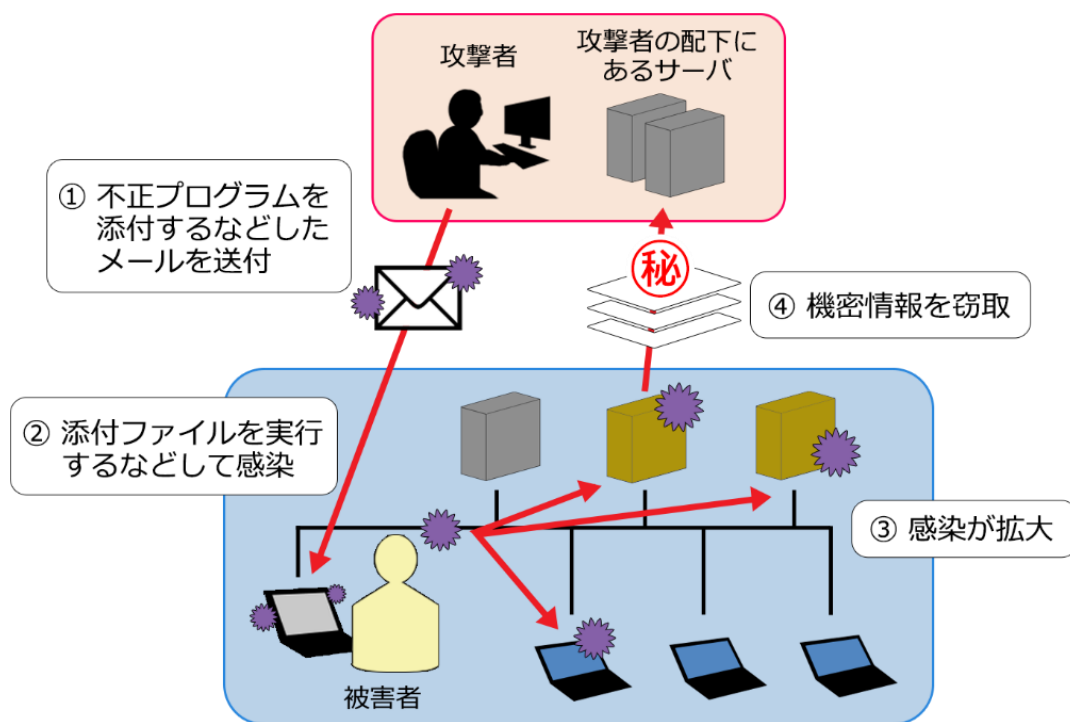 攻撃者
攻撃者の配下に
あるサーバ
① 不正プログラムを
添付するなどした
メールを送付
秘
④ 機密情報を窃取
② 添付ファイルを実行
するなどして感染
③ 感染が拡大
被害者